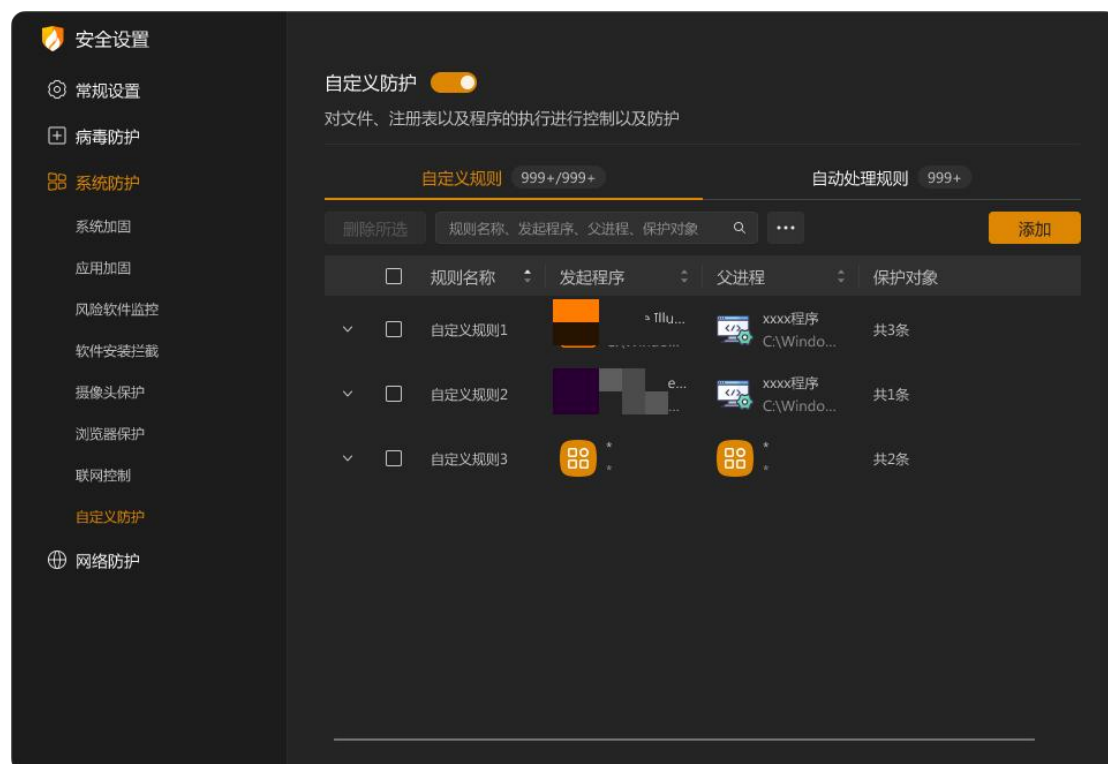 安全设置
常规设置
病毒防护
系统防护
系统加固
应用加固
风险软件监控
软件安装拦截
摄像头保护
浏览器保护
联网控制
自定义防护
网络防护
自定义防护
对文件、注册表以及程序的执行进行控制以及防护
自定义规则 999+/999+ 自动处理规则 999+
删除所选 规则名称、发起程序、父进程、保护对象 ••• 添加
规则名称 发起程序 父进程 保护对象
自定义规则1 Illu... xxxx程序 共3条
C:\Windo...
自定义规则2 e... xxxx程序 共1条
... C:\Windo...
自定义规则3 * * 共2条
* *